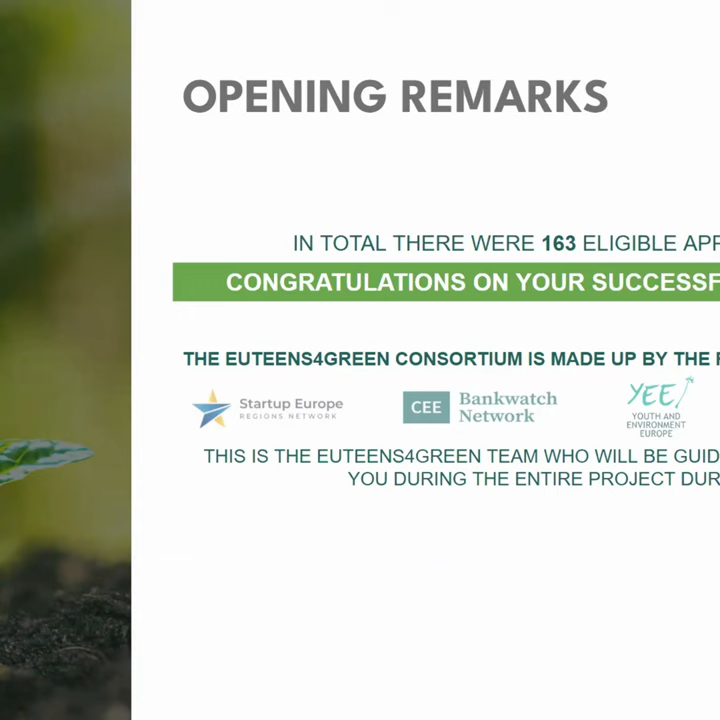 OPENING REMARKS
IN TOTAL THERE WERE 163 ELIGIBLE APP
CONGRATULATIONS ON YOUR SUCCESSF
THE EUTEENS4GREEN CONSORTIUM IS MADE UP BY THE
Startup Europe
REGIONS NETWORK
CEE
Bankwatch
Network
YEE
YOUTH AND
ENVIRONMENT
EUROPE
THIS IS THE EUTEENS4GREEN TEAM WHO WILL BE GUID
YOU DURING THE ENTIRE PROJECT DUR